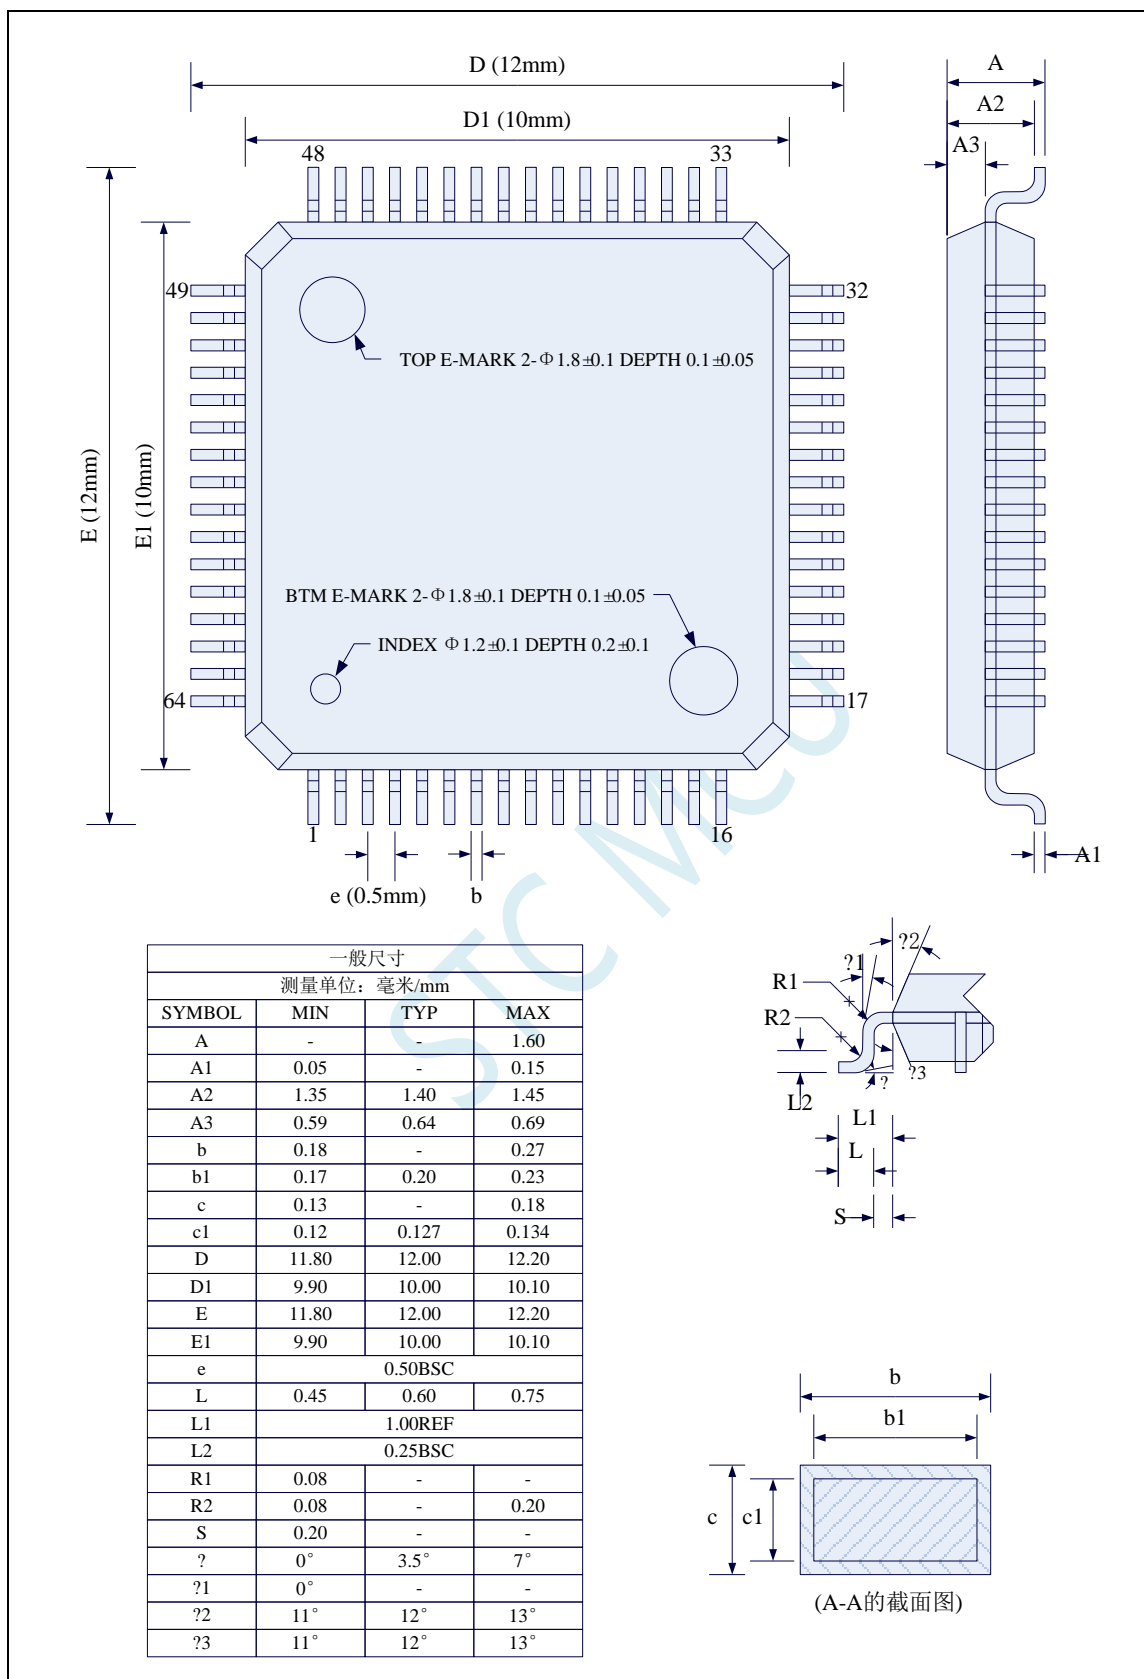 D (12mm)
D1 (10mm)
A
A2
A3
48
33
49
32
TOP E-MARK 2-Φ1.8±0.1 DEPTH 0.1±0.05
E (12mm)
E1 (10mm)
BTM E-MARK 2-Φ1.8±0.1 DEPTH 0.1±0.05
INDEX Φ1.2±0.1 DEPTH 0.2±0.1
64
17
1
16
A1
e (0.5mm)
b
STC MCU
一般尺寸
测量单位：毫米/mm
SYMBOL MIN TYP MAX
A - - 1.60
A1 0.05 - 0.15
A2 1.35 1.40 1.45
A3 0.59 0.64 0.69
b 0.18 - 0.27
b1 0.17 0.20 0.23
c 0.13 - 0.18
c1 0.12 0.127 0.134
D 11.80 12.00 12.20
D1 9.90 10.00 10.10
E 11.80 12.00 12.20
E1 9.90 10.00 10.10
e 0.50BSC
L 0.45 0.60 0.75
L1 1.00REF
L2 0.25BSC
R1 0.08 - -
R2 0.08 - 0.20
S 0.20 - -
? 0° 3.5° 7°
?1 0° - -
?2 11° 12° 13°
?3 11° 12° 13°
?2
?1
R1
R2
?
?3
L2
L1
L
S
b
b1
c
c1
(A-A的截面图)